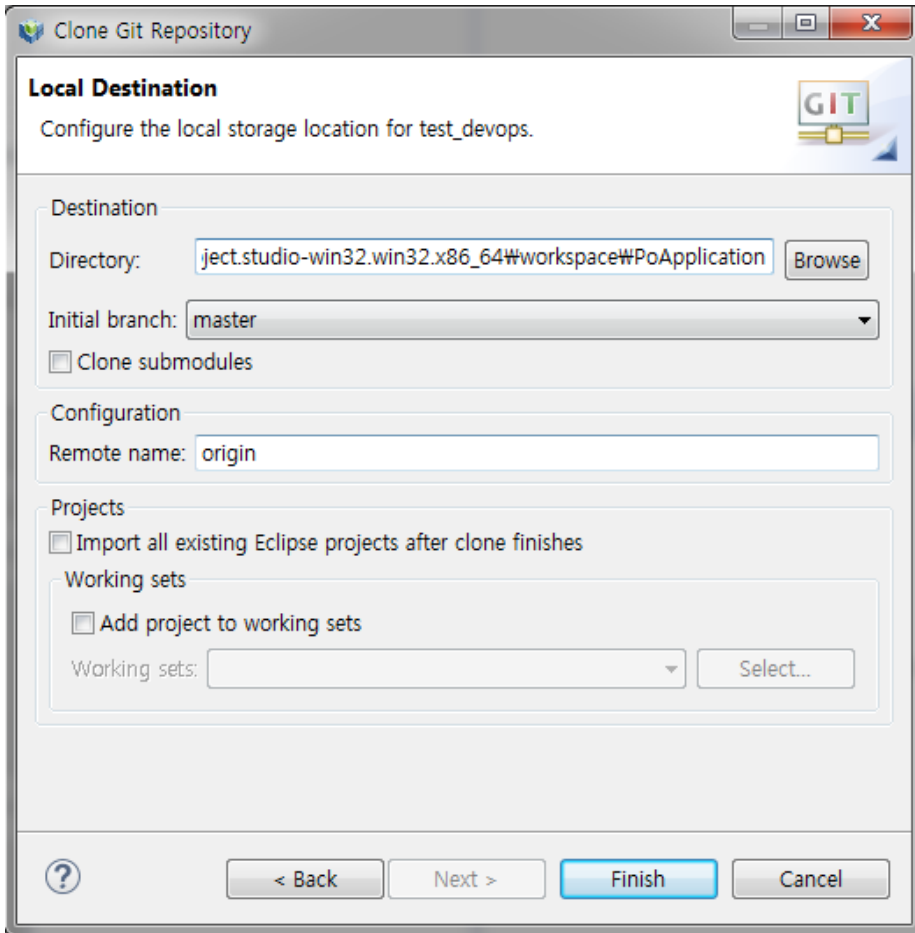 Clone Git Repository
Local Destination
Configure the local storage location for test_devops.
GIT
Destination
Directory: ject.studio-win32.win32.x86_64₩workspace₩PoApplication Browse
Initial branch: master
Clone submodules
Configuration
Remote name: origin
Projects
Import all existing Eclipse projects after clone finishes
Working sets
Add project to working sets
Working sets: Select...
? < Back Next > Finish Cancel